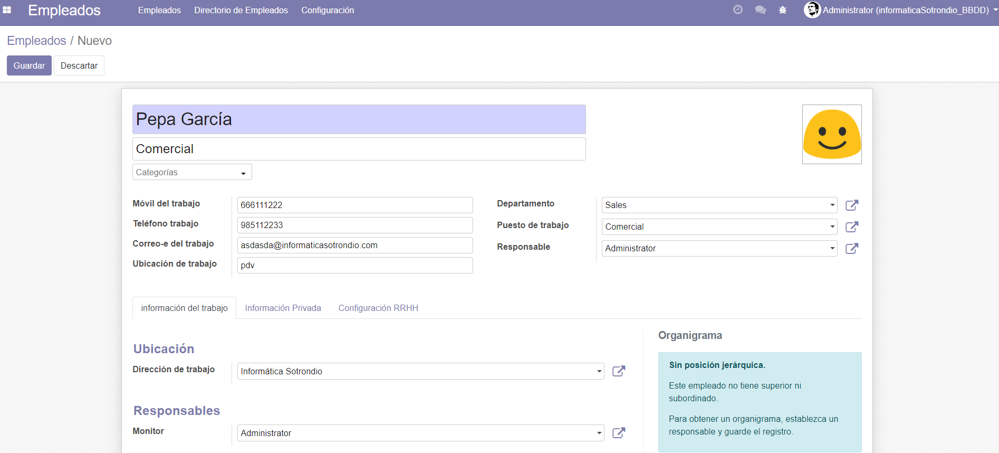 Empleados
Empleados Directorio de Empleados Configuración
Administrator (informaticaSotrondio_BBDD)
Empleados / Nuevo
Guardar Descartar
Pepa García
Comercial
Categorías
Móvil del trabajo 666111222
Teléfono trabajo 985112233
Correo-e del trabajo asdasda@informaticasotrondio.com
Ubicación de trabajo pdv
Departamento Sales
Puesto de trabajo Comercial
Responsable Administrator
información del trabajo Información Privada Configuración RRHH
Ubicación
Dirección de trabajo Informática Sotrondio
Responsables
Monitor Administrator
Organigrama
Sin posición jerárquica.
Este empleado no tiene superior ni
subordinado.
Para obtener un organigrama, establezca un
responsable y guarde el registro.